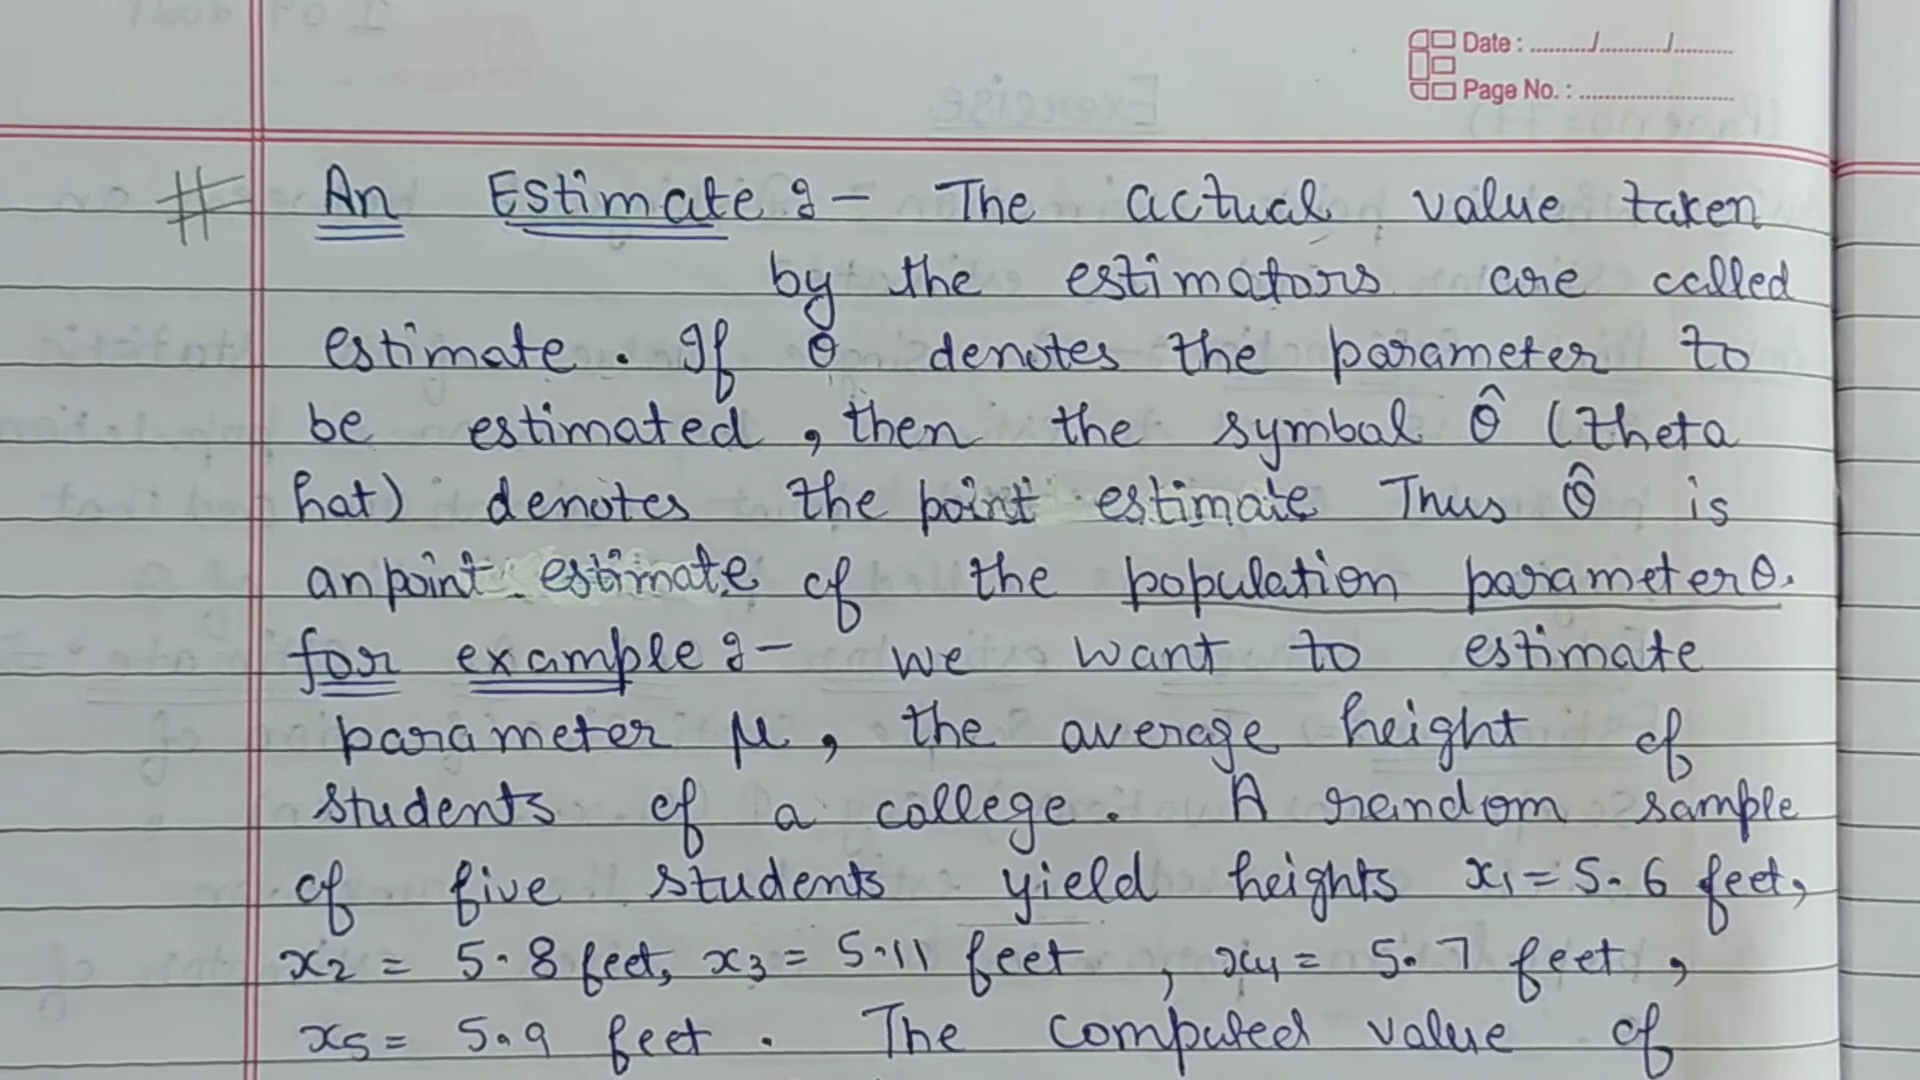 Date : ........../.........../..........
Page No. : ............................
# An Estimate :- The actual value taken
by the estimators are called
estimate. If θ denotes the parameter to
be estimated, then the symbal θ̂ (theta
hat) denotes the point estimate Thus θ̂ is
an point estimate of the population parameter θ.
for example :- we want to estimate
parameter μ, the average height of
students of a college. A random sample
of five students yield heights x1 = 5.6 feet,
x2 = 5.8 feet, x3 = 5.11 feet, x4 = 5.7 feet,
x5 = 5.9 feet. The computed value of